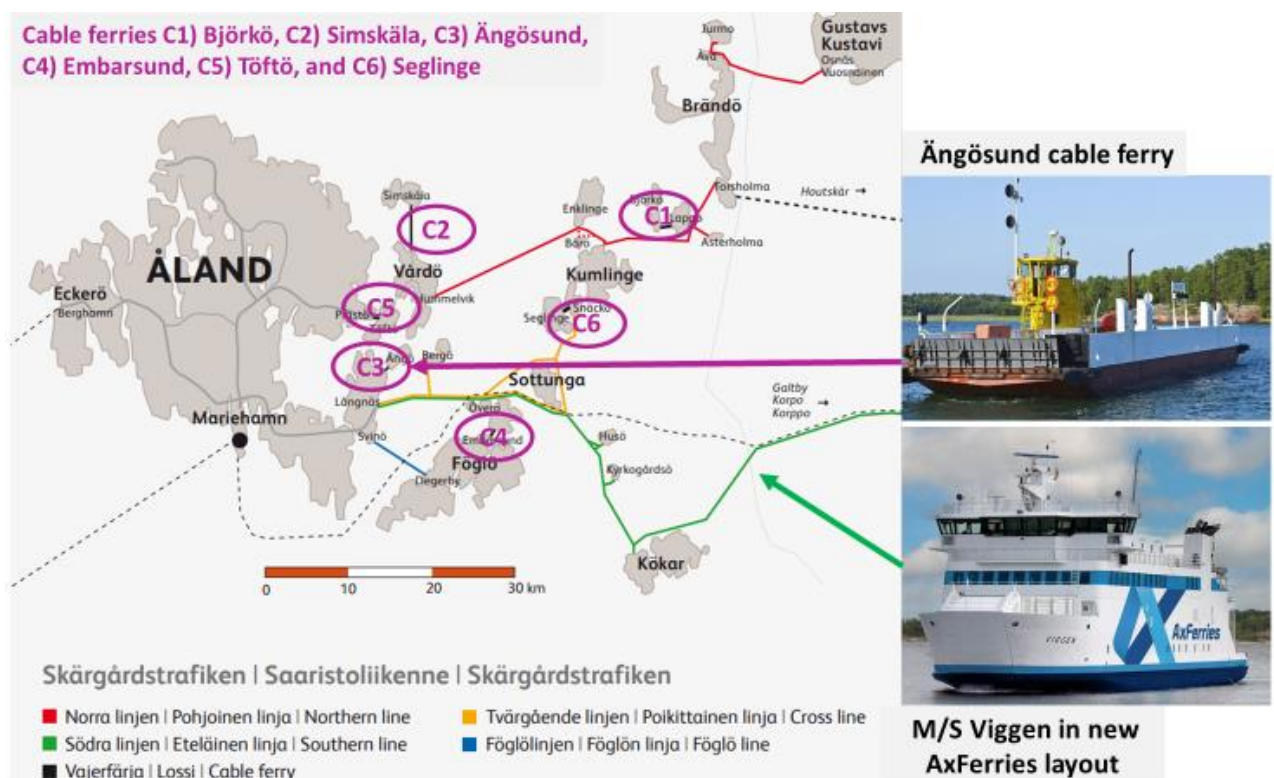 Cable ferries C1) Björkö, C2) Simskäla, C3) Ängösund,
C4) Embarsund, C5) Töftö, and C6) Seglinge
Jurmo
Åva
Gustavs
Kustavi
Osnäs
Vuosnainen
Brändö
Ängösund cable ferry
Torsholma
Houtskär →
Simskäla
C2
Enklinge
Björkö
C1
Lappo
Asterholma
Bärö
ÅLAND
Vårdö
Kumlinge
Hummelvik
Eckerö
Berghamn
Prästö
C5
Töftö
Snäckö
Seglinge
C6
C3
Ängö
Bergö
Sottunga
Långnäs
Överö
Galtby
Korpo
Korppo
→
Mariehamn
Svinö
C4
Föglö
Degerby
Husö
Kyrkogårdsö
Kökar
0 10 20 30 km
VIGGEN
AxFerries
Skärgårdstrafiken | Saaristoliikenne | Skärgårdstrafiken
Norra linjen | Pohjoinen linja | Northern line
Tvärgående linjen | Poikittainen linja | Cross line
Södra linjen | Eteläinen linja | Southern line
Föglölinjen | Föglön linja | Föglö line
Vajerfärja | Lossi | Cable ferry
M/S Viggen in new
AxFerries layout